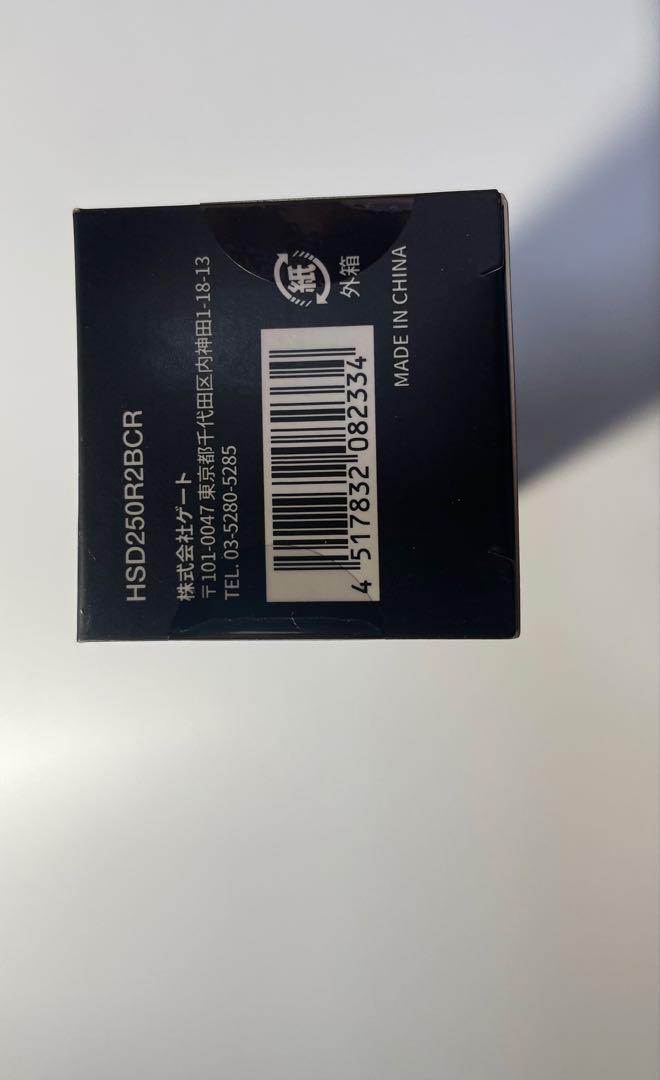 HSD250R2BCR
株式会社ゲート
〒101-0047 東京都千代田区内神田1-18-13
TEL. 03-5280-5285
紙
外箱
4 517832 082334
MADE IN CHINA